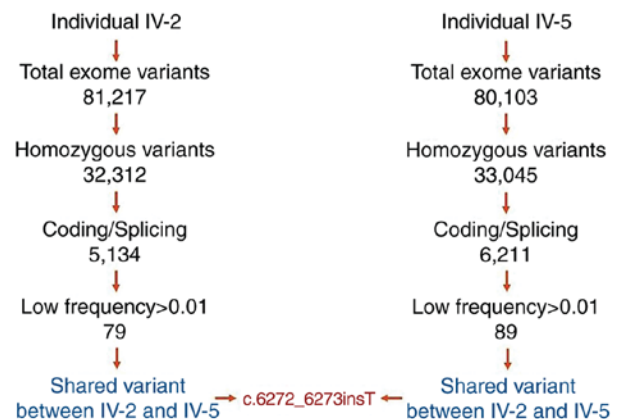 Individual IV-2
Total exome variants
81,217
Homozygous variants
32,312
Coding/Splicing
5,134
Low frequency>0.01
79
Shared variant
between IV-2 and IV-5
c.6272_6273insT
Individual IV-5
Total exome variants
80,103
Homozygous variants
33,045
Coding/Splicing
6,211
Low frequency>0.01
89
Shared variant
between IV-2 and IV-5